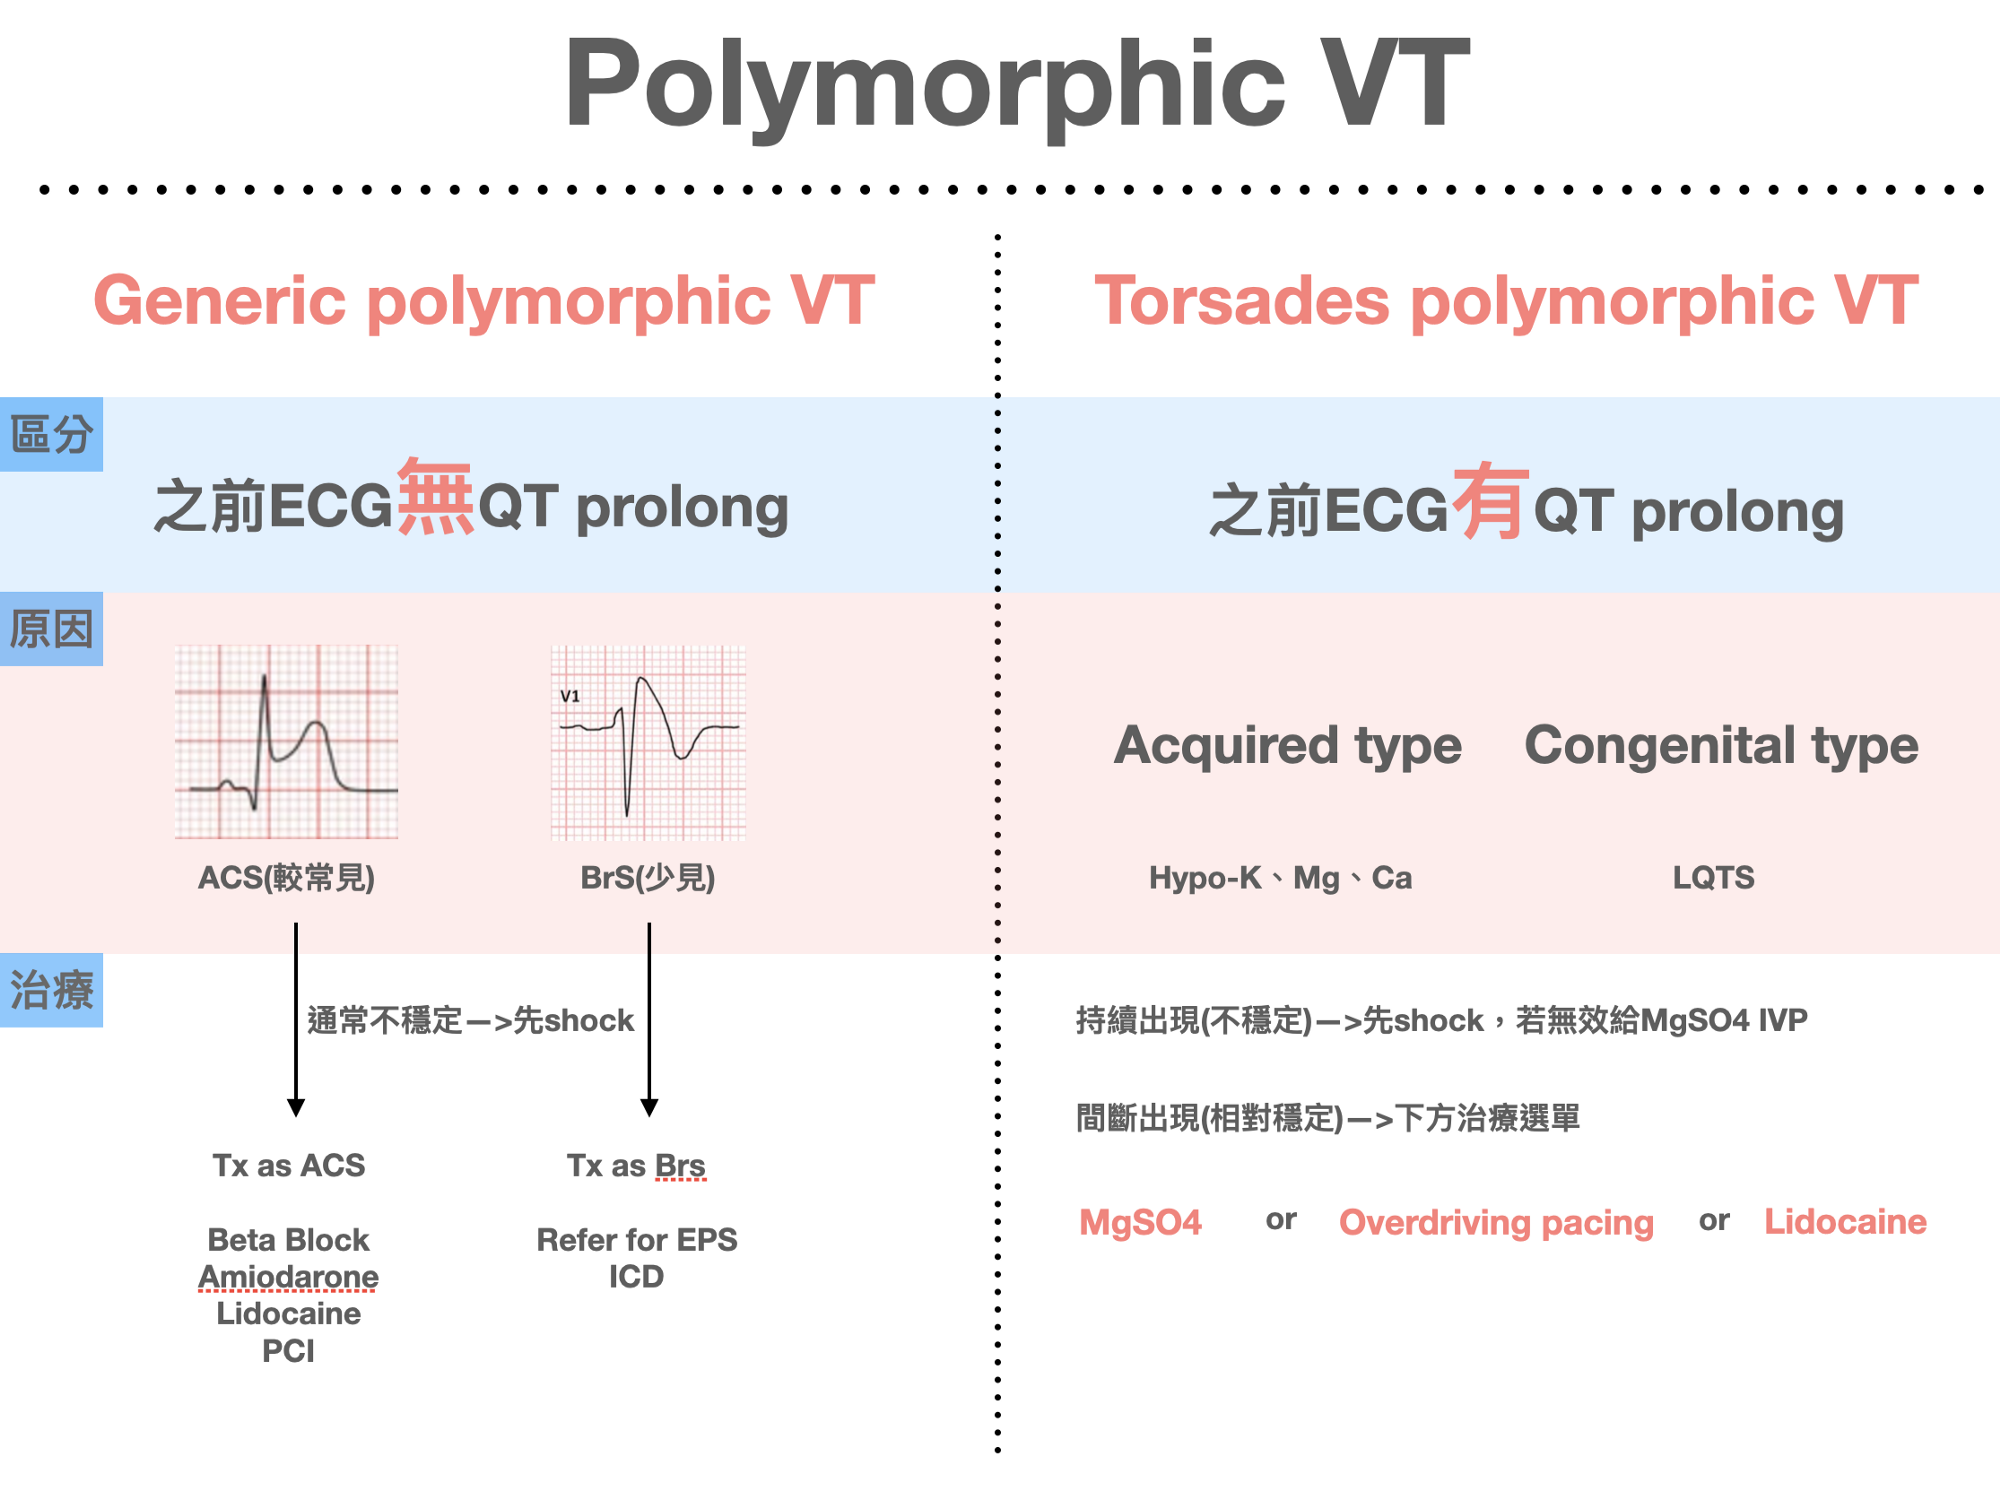 Polymorphic VT
Generic polymorphic VT
Torsades polymorphic VT
區分
之前ECG無QT prolong
之前ECG有QT prolong
原因
V1
ACS(較常見)
BrS(少見)
Acquired type
Congenital type
Hypo-K、Mg、Ca
LQTS
治療
通常不穩定—>先shock
Tx as ACS
Beta Block
Amiodarone
Lidocaine
PCI
Tx as Brs
Refer for EPS
ICD
持續出現(不穩定)—>先shock，若無效給MgSO4 IVP
間斷出現(相對穩定)—>下方治療選單
MgSO4 or Overdriving pacing or Lidocaine